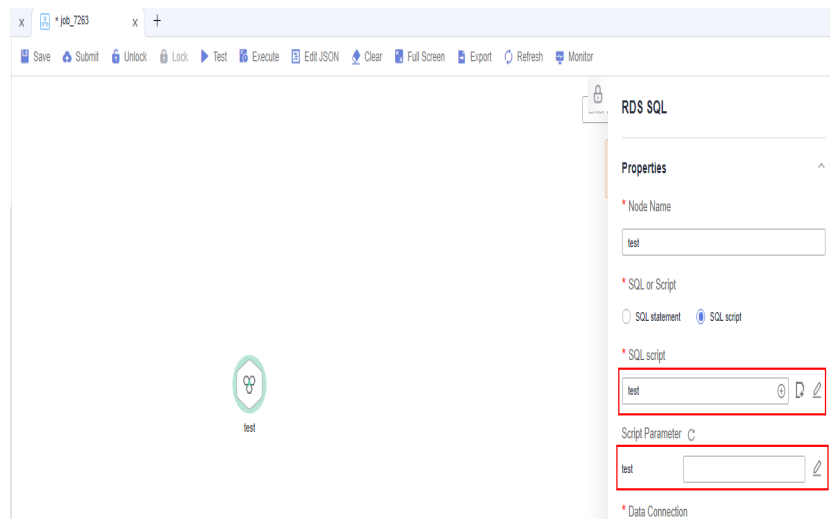 x * job_7263 x +
Save Submit Unlock Lock Test Execute Edit JSON Clear Full Screen Export Refresh Monitor
RDS SQL
Properties
* Node Name
test
* SQL or Script
SQL statement SQL script
* SQL script
test
test
Script Parameter
test
* Data Connection